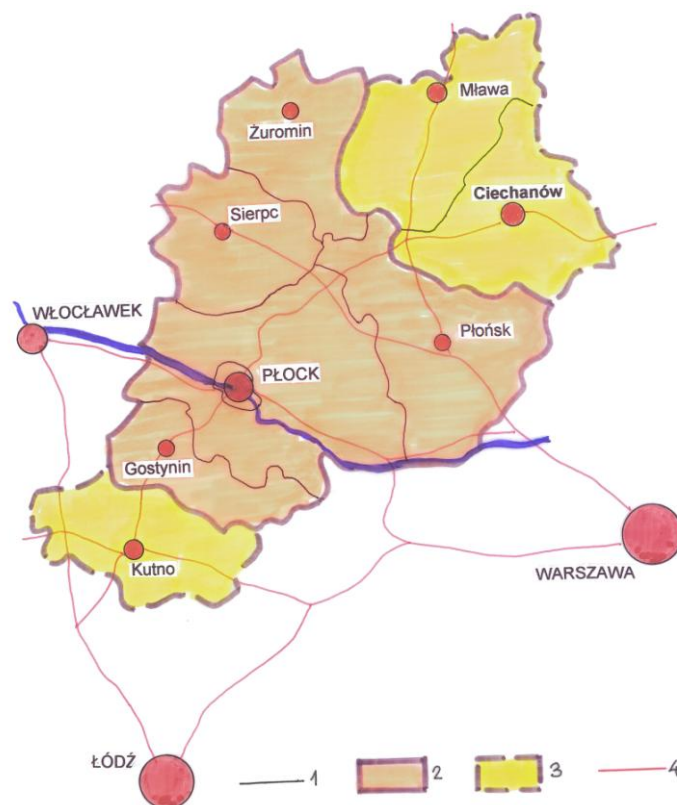 Mława
Żuromin
Ciechanów
Sierpc
WŁOCŁAWEK
Płońsk
PŁOCK
Gostynin
Kutno
WARSZAWA
ŁÓDŹ
1 2 3 4